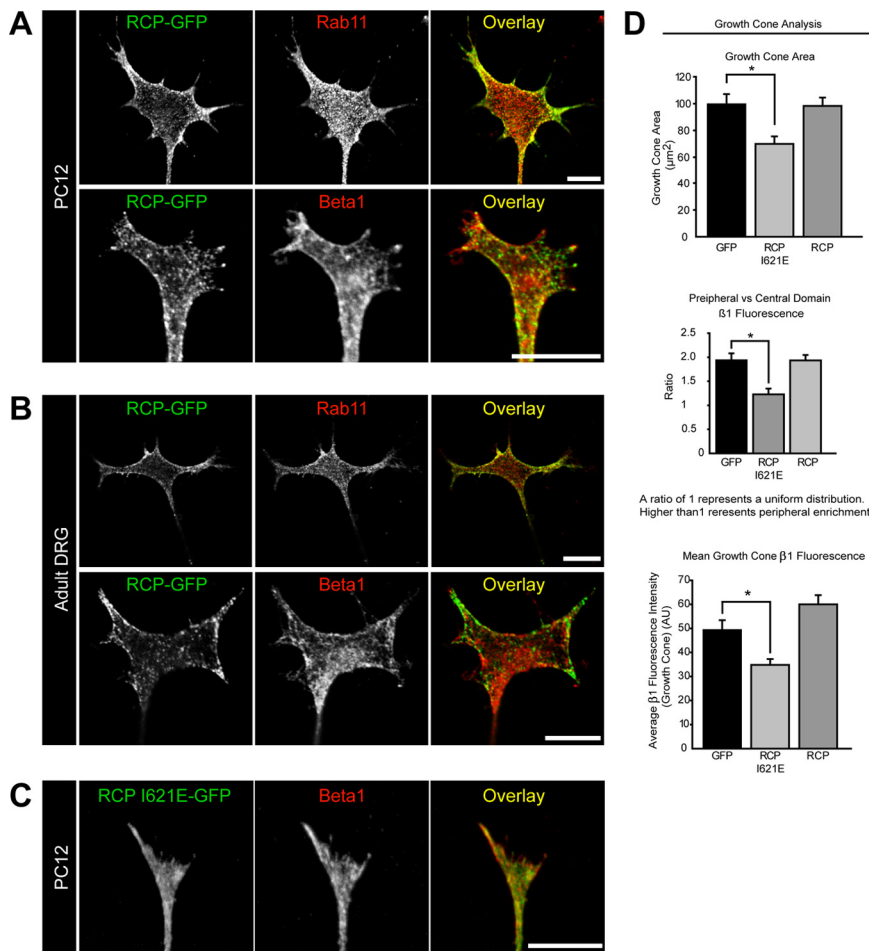 A
RCP-GFP
Rab11
Overlay
PC12
RCP-GFP
Beta1
Overlay
B
RCP-GFP
Rab11
Overlay
Adult DRG
RCP-GFP
Beta1
Overlay
C
RCP I621E-GFP
Beta1
Overlay
PC12
D
Growth Cone Analysis
Growth Cone Area
Growth Cone Area
(µm2)
120
100
80
60
40
20
0
*
GFP
RCP
I621E
RCP
Preipheral vs Central Domain
ß1 Fluorescence
Ratio
2.5
2.0
1.5
1
0.5
0
*
GFP
RCP
I621E
RCP
A ratio of 1 represents a uniform distribution.
Higher than1 reresents peripheral enrichment
Mean Growth Cone β1 Fluorescence
Average β1 Fluorescence Intensity
(Growth Cone) (AU)
70
60
50
40
30
20
10
0
*
GFP
RCP
I621E
RCP